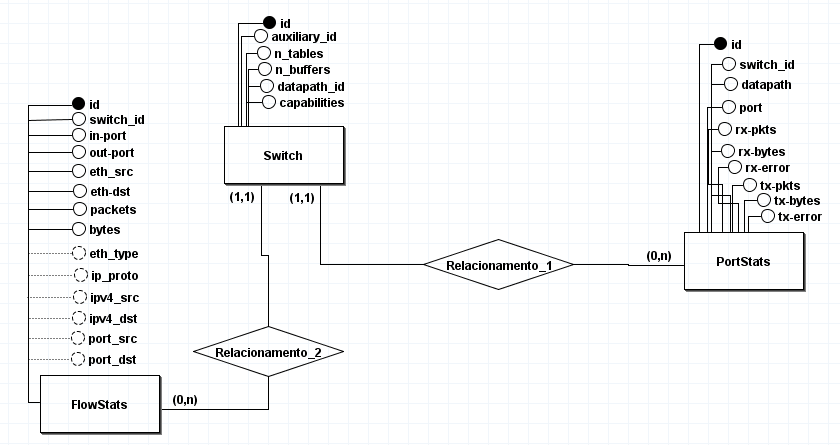 id
auxiliary_id
n_tables
n_buffers
datapath_id
capabilities
Switch
(1,1)
(1,1)
id
switch_id
datapath
port
rx-pkts
rx-bytes
rx-error
tx-pkts
tx-bytes
tx-error
PortStats
(0,n)
Relacionamento_1
id
switch_id
in-port
out-port
eth_src
eth-dst
packets
bytes
eth_type
ip_proto
ipv4_src
ipv4_dst
port_src
port_dst
FlowStats
(0,n)
Relacionamento_2